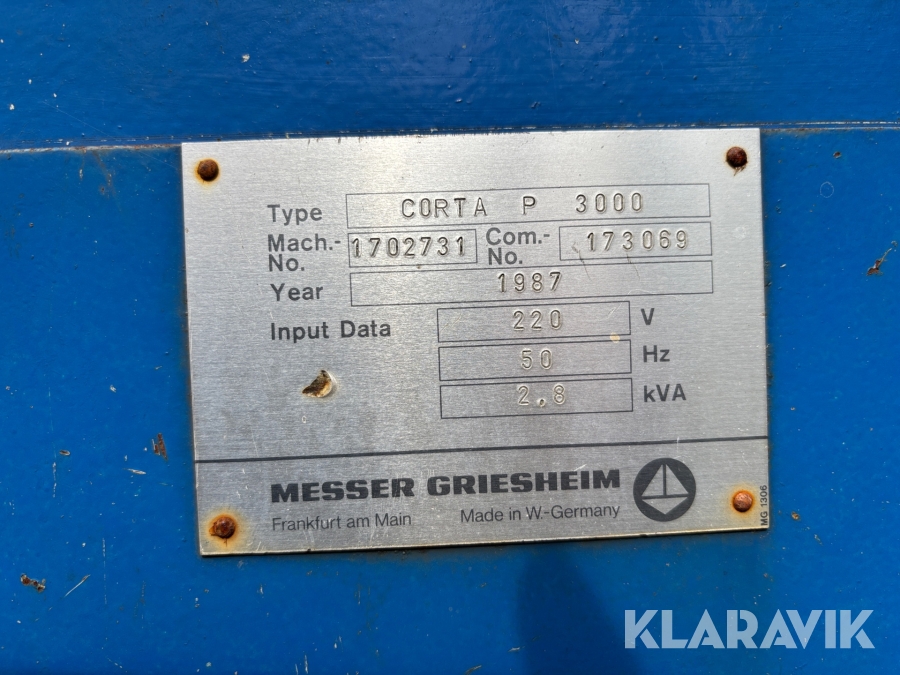 Type CORTA P 3000
Mach.-No. 1702731 Com.-No. 173069
Year 1987
Input Data 220 V
50 Hz
2,8 kVA
MESSER GRIESHEIM
Frankfurt am Main Made in W.-Germany
MG 1306
KLARAVIK